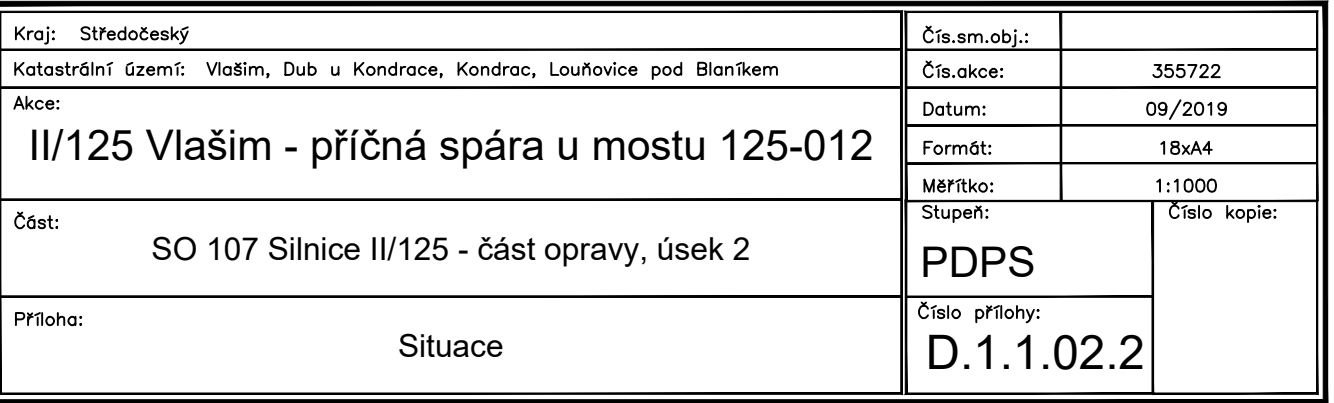 Kraj: Středočeský
Katastrální území: Vlašim, Dub u Kondrace, Kondrac, Louňovice pod Blaníkem
Akce:
II/125 Vlašim - příčná spára u mostu 125-012
Část:
SO 107 Silnice II/125 - část opravy, úsek 2
Příloha:
Situace
Čís.sm.obj.:
Čís.akce: 355722
Datum: 09/2019
Formát: 18xA4
Měřítko: 1:1000
Stupeň:
PDPS
Číslo kopie:
Číslo přílohy:
D.1.1.02.2